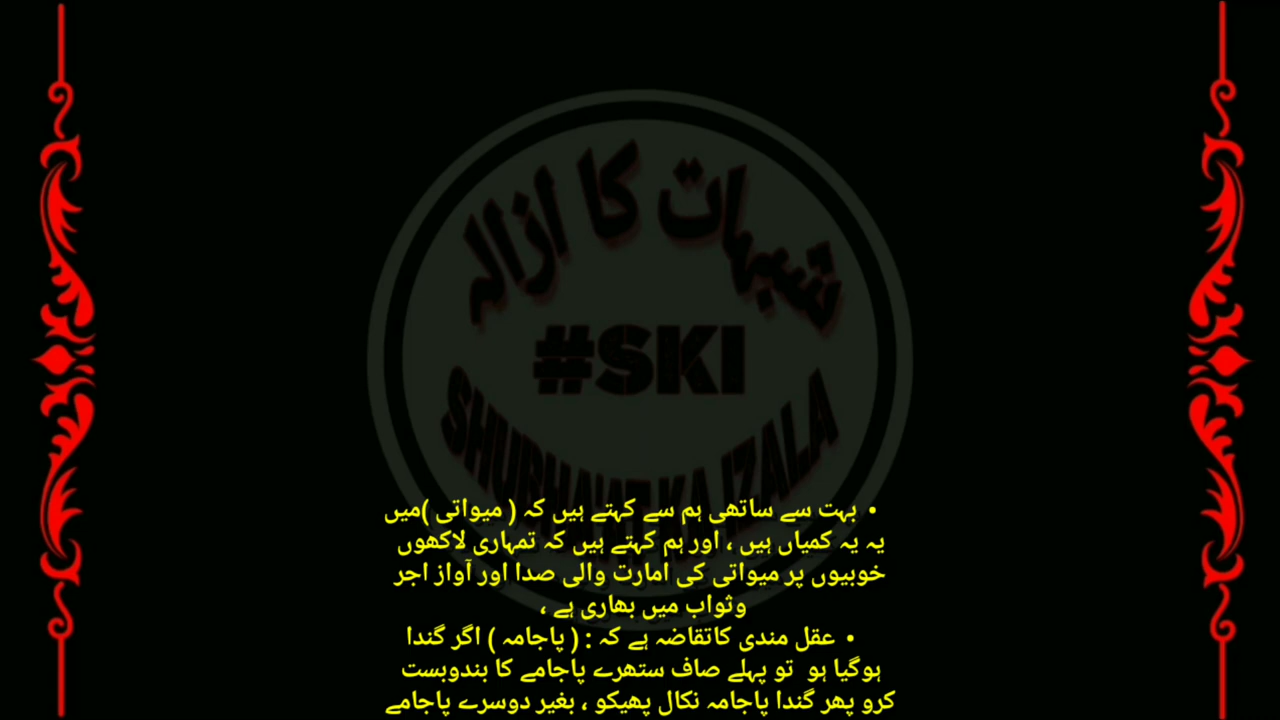 شبہات کا ازالہ
#SKI
SHUBHAAT KA IZALA
• بہت سے ساتھی ہم سے کہتے ہیں کہ ( میواتی )میں
یہ یہ کمیاں ہیں ، اور ہم کہتے ہیں کہ تمہاری لاکھوں
خوبیوں پر میواتی کی امارت والی صدا اور آواز اجر
وثواب میں بھاری ہے ،
• عقل مندی کاتقاضہ ہے کہ : ( پاجامہ ) اگر گندا
ہوگیا ہو تو پہلے صاف ستھرے پاجامے کا بندوبست
کرو پھر گندا پاجامہ نکال پھیکو ، بغیر دوسرے پاجامے